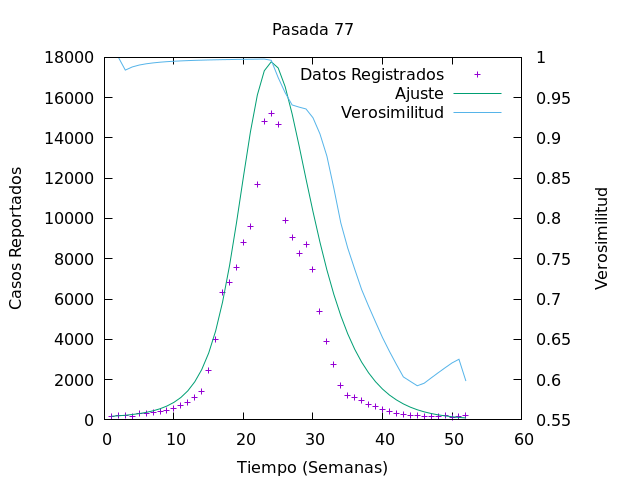 Pasada 77
18000
16000
14000
12000
10000
8000
6000
4000
2000
0
1
0.95
0.9
0.85
0.8
0.75
0.7
0.65
0.6
0.55
Datos Registrados
Ajuste
Verosimilitud
Casos Reportados
Verosimilitud
0 10 20 30 40 50 60
Tiempo (Semanas)